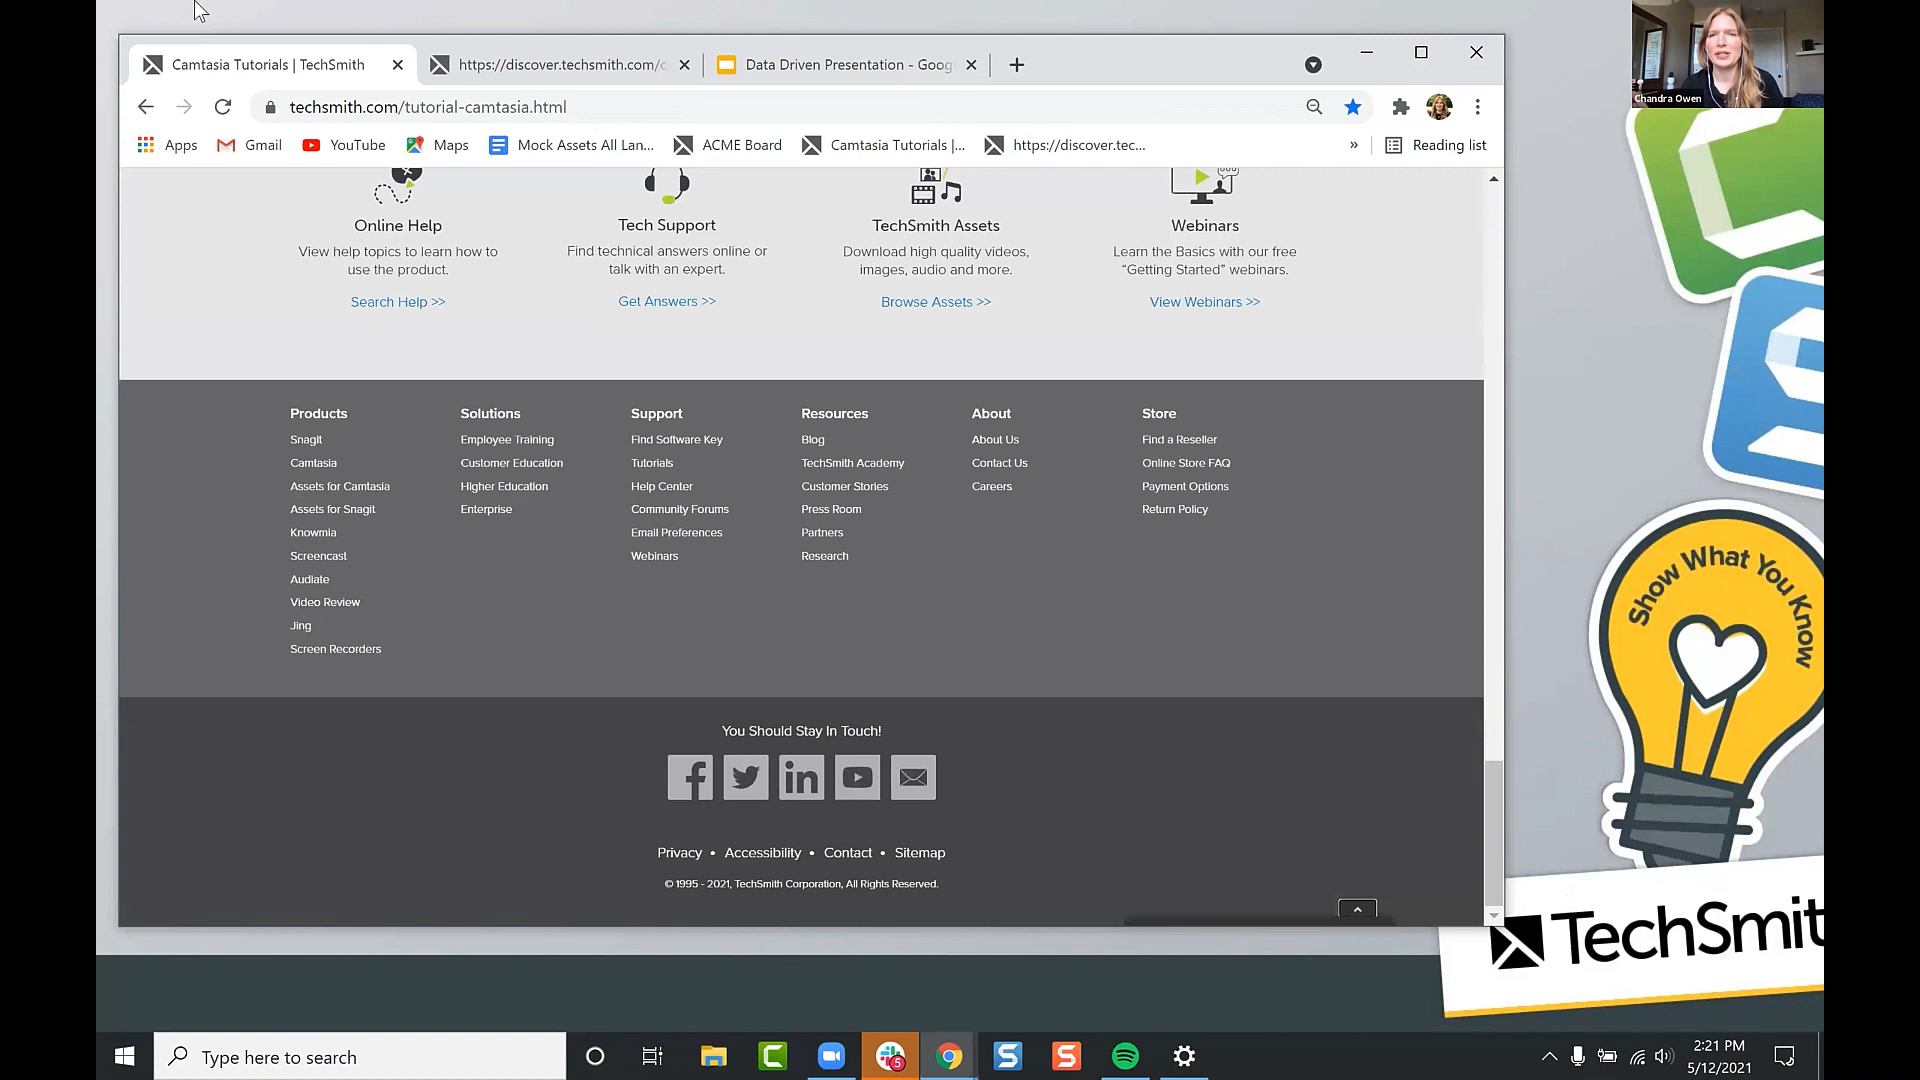 Camtasia Tutorials | TechSmith
https://discover.techsmith.com/c
Data Driven Presentation - Goog
techsmith.com/tutorial-camtasia.html
Chandra Owen
Apps
Gmail
YouTube
Maps
Mock Assets All Lan...
ACME Board
Camtasia Tutorials |...
https://discover.tec...
»
Reading list
Online Help
View help topics to learn how to
use the product.
Search Help >>
Tech Support
Find technical answers online or
talk with an expert.
Get Answers >>
TechSmith Assets
Download high quality videos,
images, audio and more.
Browse Assets >>
Webinars
Learn the Basics with our free
“Getting Started” webinars.
View Webinars >>
Products
Snagit
Camtasia
Assets for Camtasia
Assets for Snagit
Knowmia
Screencast
Audiate
Video Review
Jing
Screen Recorders
Solutions
Employee Training
Customer Education
Higher Education
Enterprise
Support
Find Software Key
Tutorials
Help Center
Community Forums
Email Preferences
Webinars
Resources
Blog
TechSmith Academy
Customer Stories
Press Room
Partners
Research
About
About Us
Contact Us
Careers
Store
Find a Reseller
Online Store FAQ
Payment Options
Return Policy
You Should Stay In Touch!
Privacy • Accessibility • Contact • Sitemap
© 1995 - 2021, TechSmith Corporation, All Rights Reserved.
Show What You Know
TechSmit
Type here to search
5
2:21 PM
5/12/2021